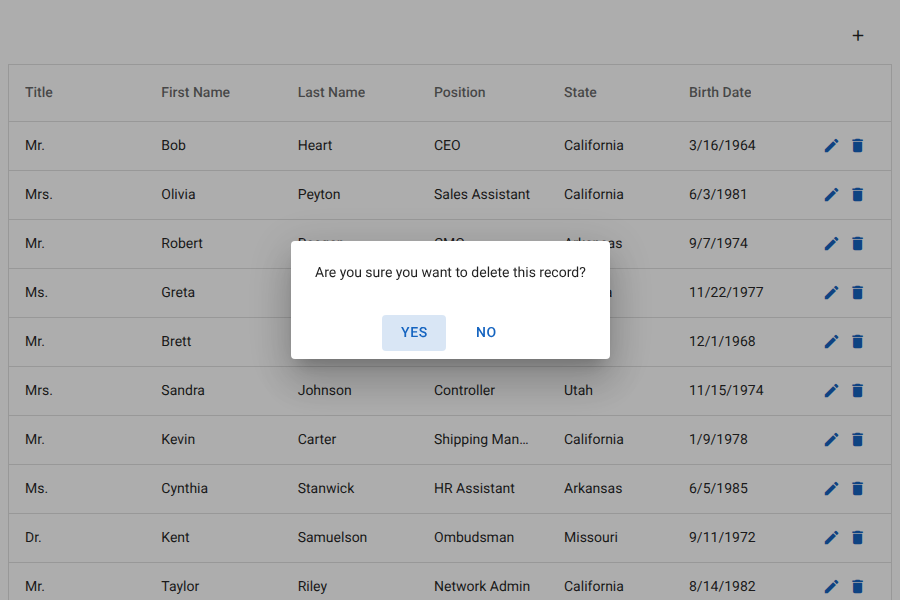 Title First Name Last Name Position State Birth Date
Mr. Bob Heart CEO California 3/16/1964
Mrs. Olivia Peyton Sales Assistant California 6/3/1981
Mr. Robert 9/7/1974
Ms. Greta 11/22/1977
Mr. Brett 12/1/1968
Are you sure you want to delete this record?
YES NO
Mrs. Sandra Johnson Controller Utah 11/15/1974
Mr. Kevin Carter Shipping Man... California 1/9/1978
Ms. Cynthia Stanwick HR Assistant Arkansas 6/5/1985
Dr. Kent Samuelson Ombudsman Missouri 9/11/1972
Mr. Taylor Riley Network Admin California 8/14/1982